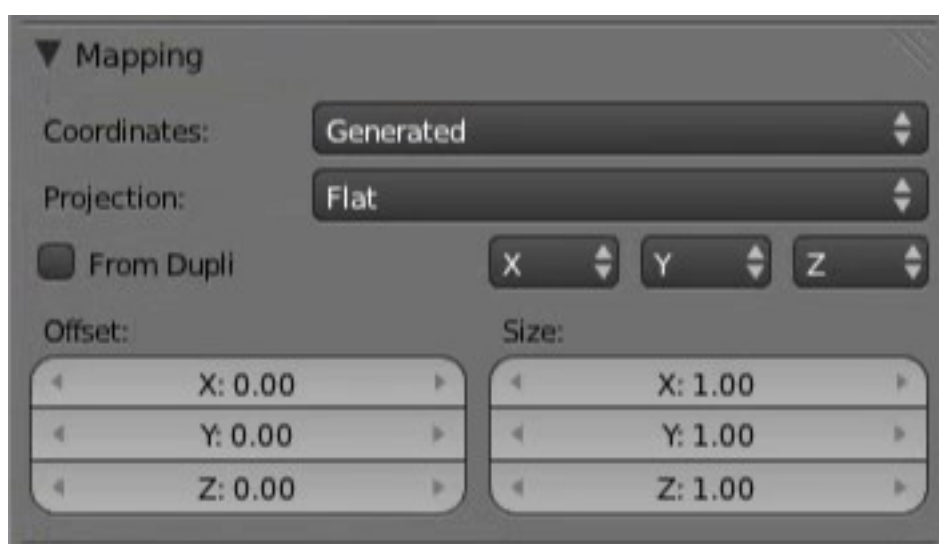 Mapping
Coordinates: Generated
Projection: Flat
From Dupli X Y Z
Offset: Size:
X: 0.00 X: 1.00
Y: 0.00 Y: 1.00
Z: 0.00 Z: 1.00